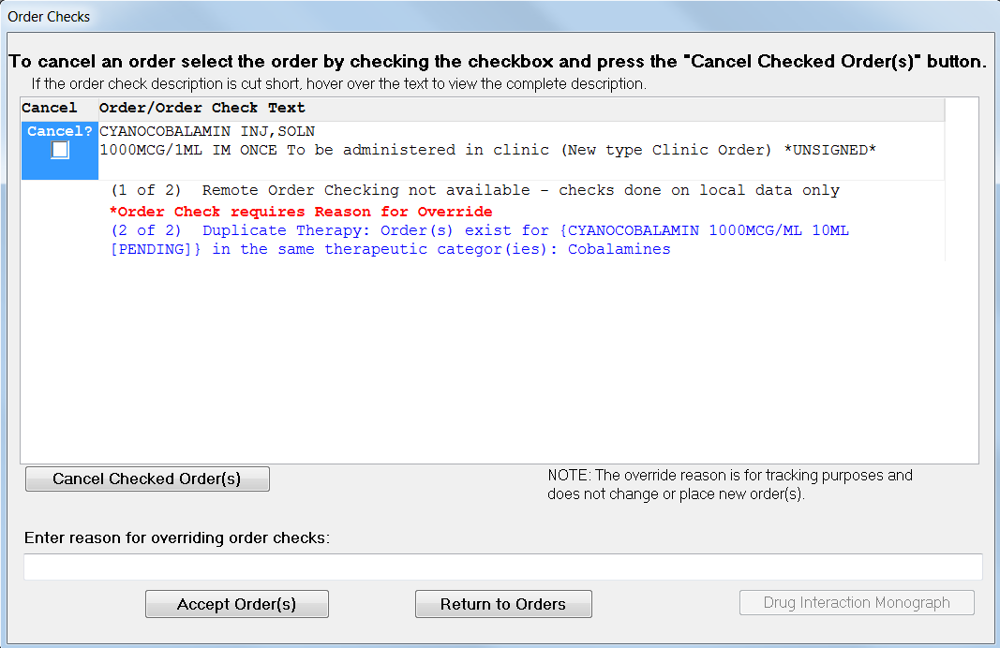 Order Checks
To cancel an order select the order by checking the checkbox and press the "Cancel Checked Order(s)" button.
If the order check description is cut short, hover over the text to view the complete description.
Cancel Order/Order Check Text
Cancel? CYANOCOBALAMIN INJ,SOLN
1000MCG/1ML IM ONCE To be administered in clinic (New type Clinic Order) *UNSIGNED*
(1 of 2) Remote Order Checking not available - checks done on local data only
*Order Check requires Reason for Override
(2 of 2) Duplicate Therapy: Order(s) exist for {CYANOCOBALAMIN 1000MCG/ML 10ML
[PENDING]} in the same therapeutic categor(ies): Cobalamines
Cancel Checked Order(s)
NOTE: The override reason is for tracking purposes and
does not change or place new order(s).
Enter reason for overriding order checks:
Accept Order(s) Return to Orders Drug Interaction Monograph